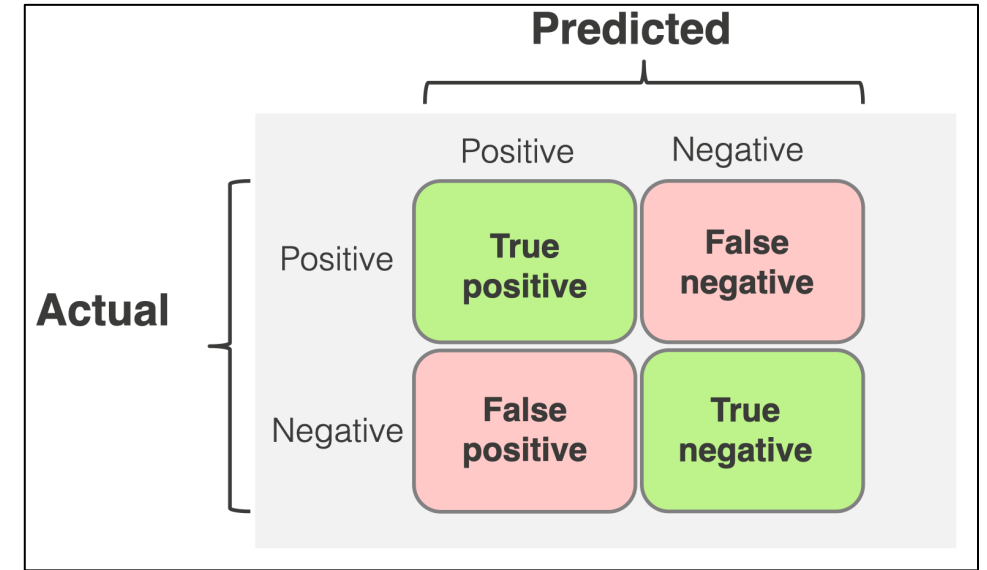 Predicted
Positive Negative
Positive
True
positive
False
negative
Actual
Negative
False
positive
True
negative